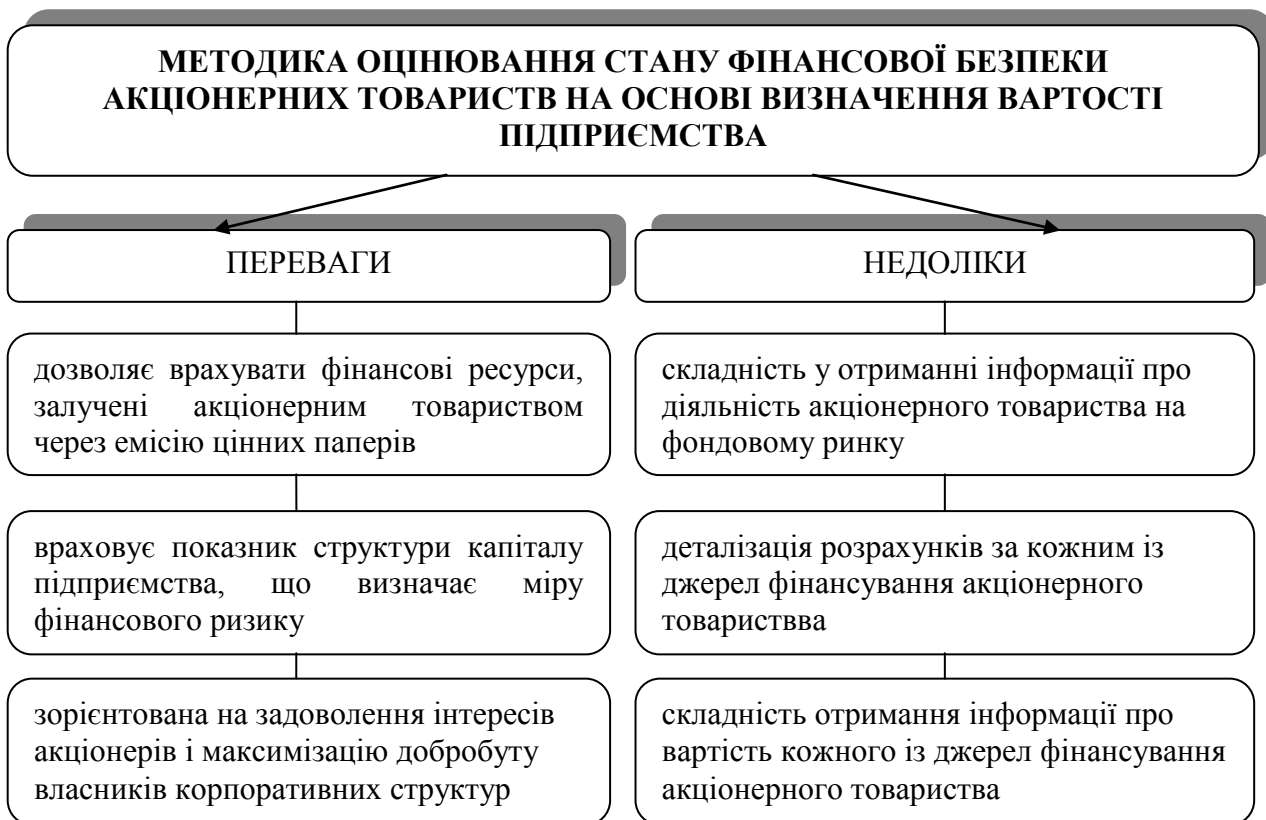 МЕТОДИКА ОЦІНЮВАННЯ СТАНУ ФІНАНСОВОЇ БЕЗПЕКИ
АКЦІОНЕРНИХ ТОВАРИСТВ НА ОСНОВІ ВИЗНАЧЕННЯ ВАРТОСТІ
ПІДПРИЄМСТВА
ПЕРЕВАГИ
дозволяє врахувати фінансові ресурси,
залучені акціонерним товариством
через емісію цінних паперів
враховує показник структури капіталу
підприємства, що визначає міру
фінансового ризику
зорієнтована на задоволення інтересів
акціонерів і максимізацію добробуту
власників корпоративних структур
НЕДОЛІКИ
складність у отриманні інформації про
діяльність акціонерного товариства на
фондовому ринку
деталізація розрахунків за кожним із
джерел фінансування акціонерного
товариствва
складність отримання інформації про
вартість кожного із джерел фінансування
акціонерного товариства